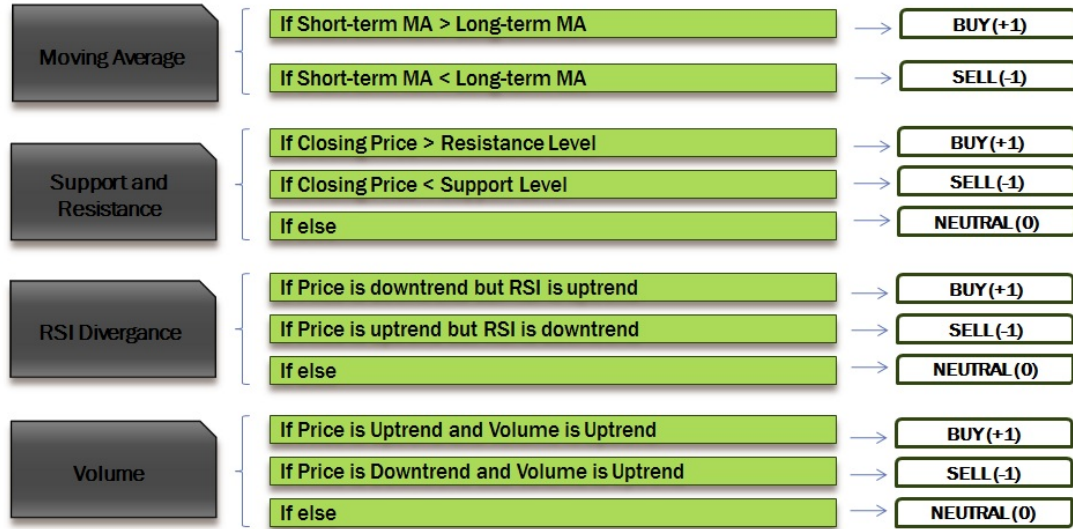 Moving Average
If Short-term MA > Long-term MA
BUY(+1)
If Short-term MA < Long-term MA
SELL(-1)
Support and
Resistance
If Closing Price > Resistance Level
BUY(+1)
If Closing Price < Support Level
SELL(-1)
If else
NEUTRAL(0)
RSI Divergance
If Price is downtrend but RSI is uptrend
BUY(+1)
If Price is uptrend but RSI is downtrend
SELL(-1)
If else
NEUTRAL(0)
Volume
If Price is Uptrend and Volume is Uptrend
BUY(+1)
If Price is Downtrend and Volume is Uptrend
SELL(-1)
If else
NEUTRAL(0)